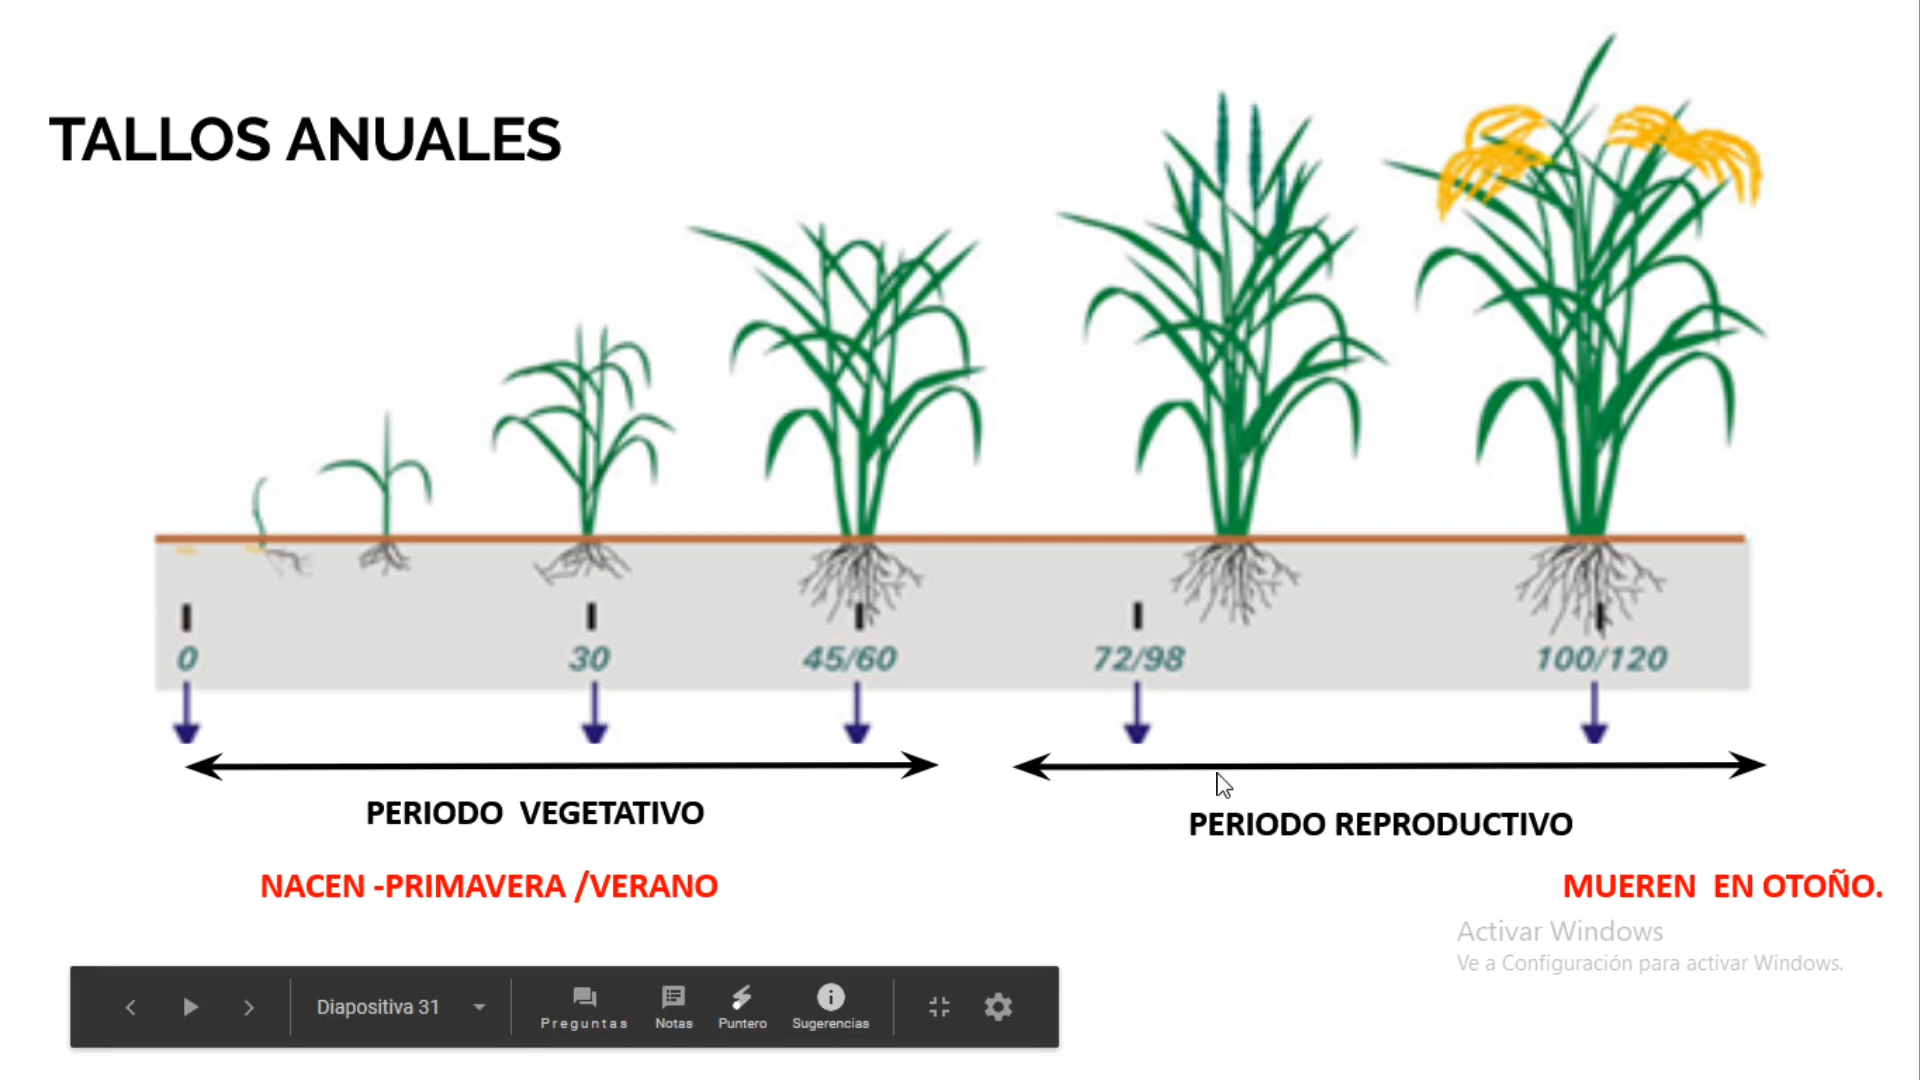 TALLOS ANUALES
0 30 45/60 72/98 100/120
PERIODO VEGETATIVO
PERIODO REPRODUCTIVO
NACEN -PRIMAVERA /VERANO
MUEREN EN OTOÑO.
Activar Windows
Ve a Configuración para activar Windows.
Diapositiva 31
Preguntas Notas Puntero Sugerencias